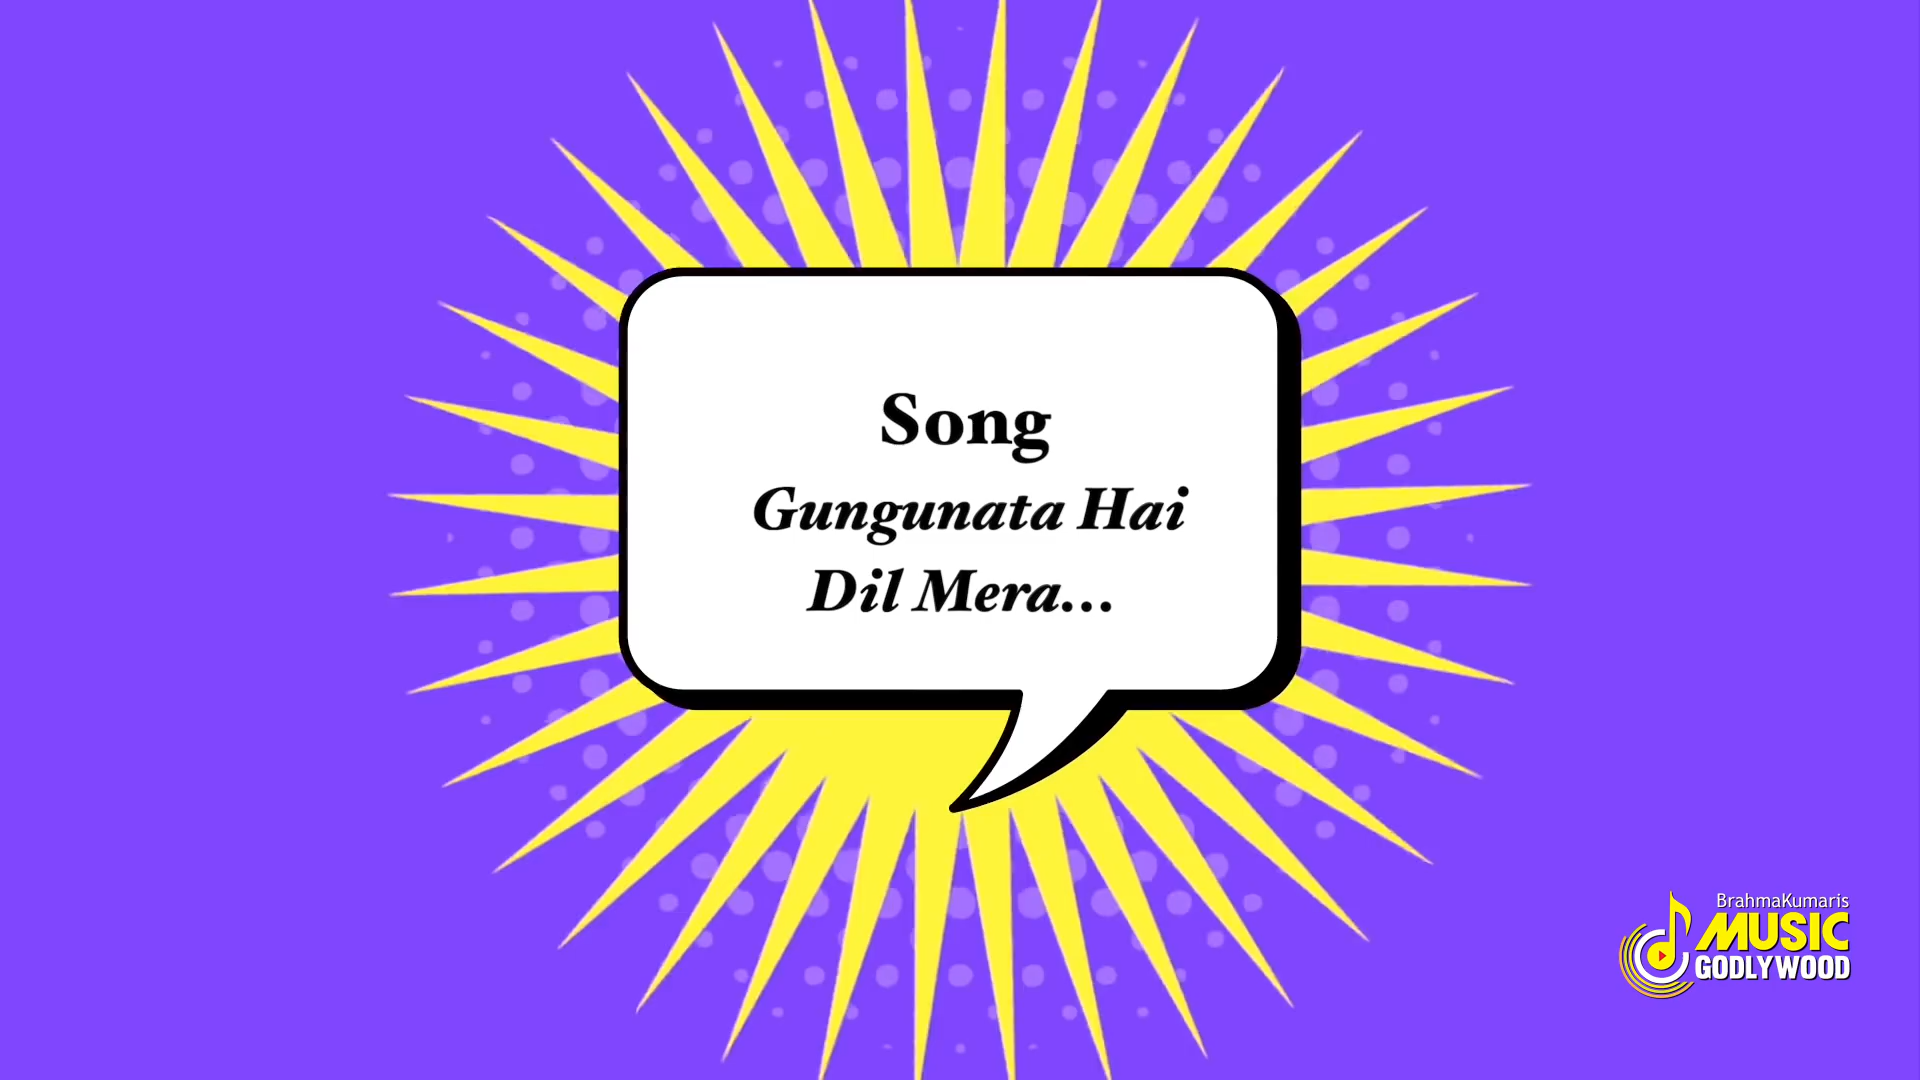 Song
Gungunata Hai
Dil Mera...
BrahmaKumaris
MUSIC
GODLYWOOD